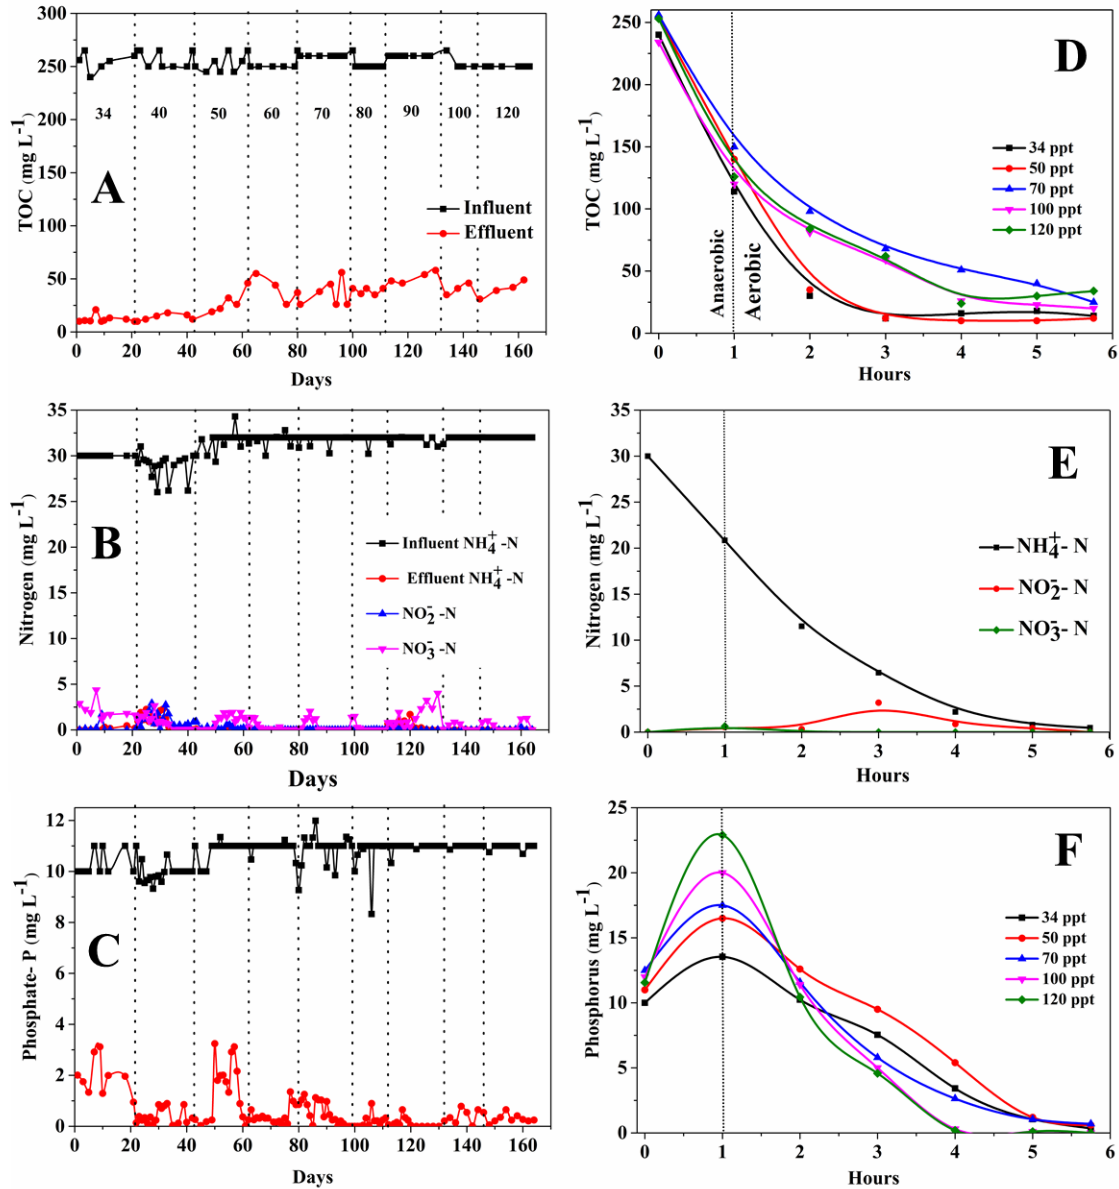 300
250
200
150
100
50
0
TOC (mg L⁻¹)
34 40 50 60 70 80 90 100 120
A
Influent
Effluent
0 20 40 60 80 100 120 140 160
Days
250
200
150
100
50
0
TOC (mg L⁻¹)
D
34 ppt
50 ppt
70 ppt
100 ppt
120 ppt
Anaerobic
Aerobic
0 1 2 3 4 5 6
Hours
35
30
25
20
15
10
5
0
Nitrogen (mg L⁻¹)
B
Influent NH₄⁺-N
Effluent NH₄⁺-N
NO₂⁻-N
NO₃⁻-N
0 20 40 60 80 100 120 140 160
Days
35
30
25
20
15
10
5
0
Nitrogen (mg L⁻¹)
E
NH₄⁺- N
NO₂⁻- N
NO₃⁻- N
0 1 2 3 4 5 6
Hours
12
10
8
6
4
2
0
Phosphate- P (mg L⁻¹)
C
0 20 40 60 80 100 120 140 160
Days
25
20
15
10
5
0
Phosphorus (mg L⁻¹)
F
34 ppt
50 ppt
70 ppt
100 ppt
120 ppt
0 1 2 3 4 5 6
Hours